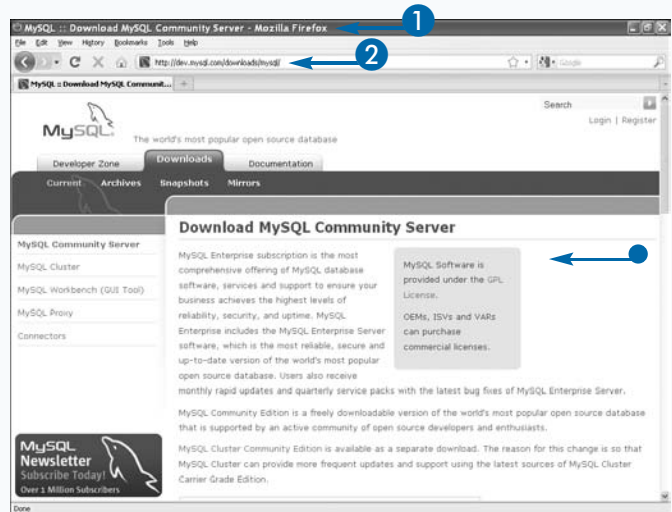 MySQL :: Download MySQL Community Server - Mozilla Firefox
1
File Edit View History Bookmarks Tools Help
http://dev.mysql.com/downloads/mysql/
2
Google
MySQL :: Download MySQL Communit...
Search
Login | Register
MySQL
The world's most popular open source database
Developer Zone
Downloads
Documentation
Current
Archives
Snapshots
Mirrors
Download MySQL Community Server
MySQL Community Server
MySQL Cluster
MySQL Workbench (GUI Tool)
MySQL Proxy
Connectors
MySQL Enterprise subscription is the most
comprehensive offering of MySQL database
software, services and support to ensure your
business achieves the highest levels of
reliability, security, and uptime. MySQL
Enterprise includes the MySQL Enterprise Server
software, which is the most reliable, secure and
up-to-date version of the world's most popular
open source database. Users also receive
monthly rapid updates and quarterly service packs with the latest bug fixes of MySQL Enterprise Server.
MySQL Software is
provided under the GPL
License.
OEMs, ISVs and VARs
can purchase
commercial licenses.
MySQL Community Edition is a freely downloadable version of the world's most popular open source database
that is supported by an active community of open source developers and enthusiasts.
MySQL Cluster Community Edition is available as a separate download. The reason for this change is so that
MySQL Cluster can provide more frequent updates and support using the latest sources of MySQL Cluster
Carrier Grade Edition.
MySQL
Newsletter
Subscribe Today!
Over 1 Million Subscribers
Done